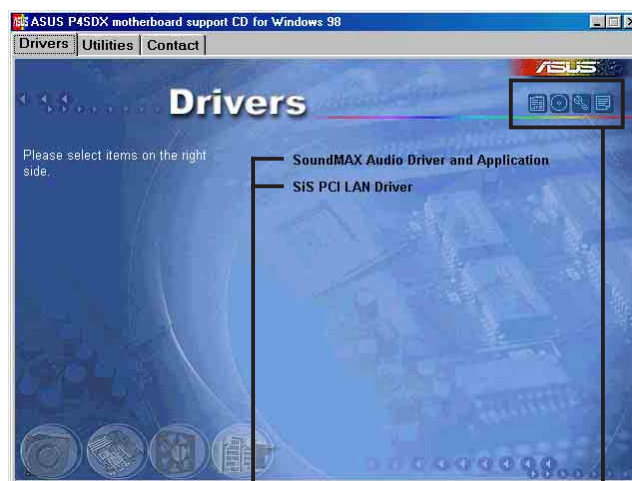 ASUS P4SDX motherboard support CD for Windows 98
Drivers Utilities Contact
ASUS
Drivers
Please select items on the right
side.
SoundMAX Audio Driver and Application
SiS PCI LAN Driver